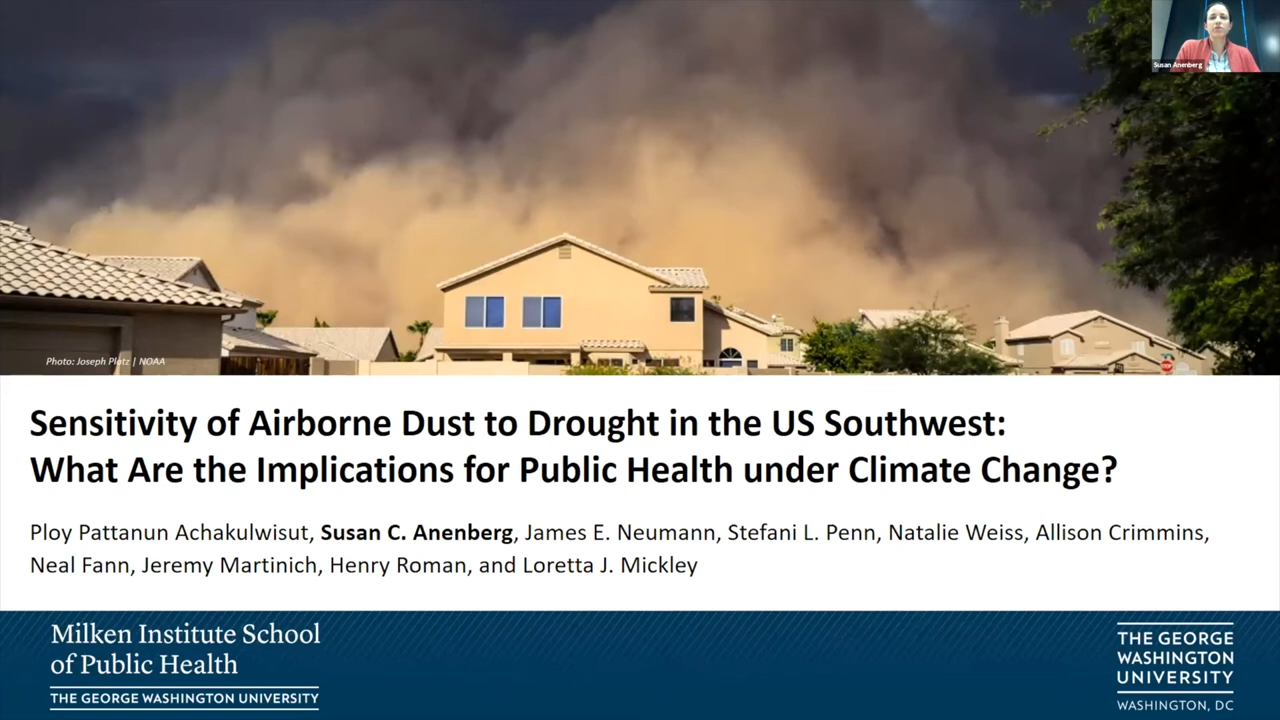 Susan Anenberg
Photo: Joseph Plotz | NOAA
Sensitivity of Airborne Dust to Drought in the US Southwest:
What Are the Implications for Public Health under Climate Change?
Ploy Pattanun Achakulwisut, Susan C. Anenberg, James E. Neumann, Stefani L. Penn, Natalie Weiss, Allison Crimmins,
Neal Fann, Jeremy Martinich, Henry Roman, and Loretta J. Mickley
Milken Institute School
of Public Health
THE GEORGE WASHINGTON UNIVERSITY
THE GEORGE
WASHINGTON
UNIVERSITY
WASHINGTON, DC